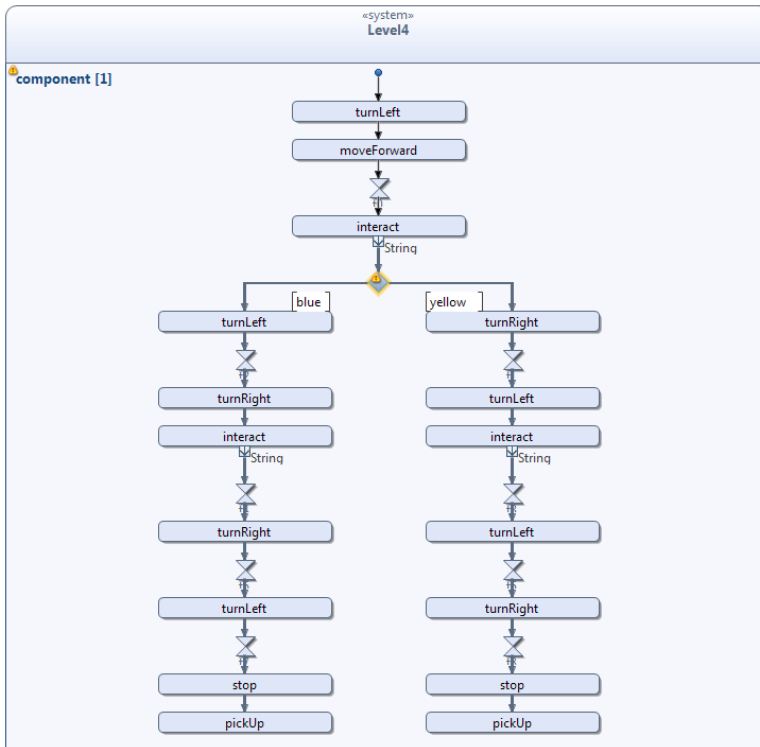 «system»
Level4
component [1]
turnLeft
moveForward
interact
String
blue
yellow
turnLeft
turnRight
turnRight
turnLeft
interact
interact
String
String
turnRight
turnLeft
turnLeft
turnRight
stop
stop
pickUp
pickUp